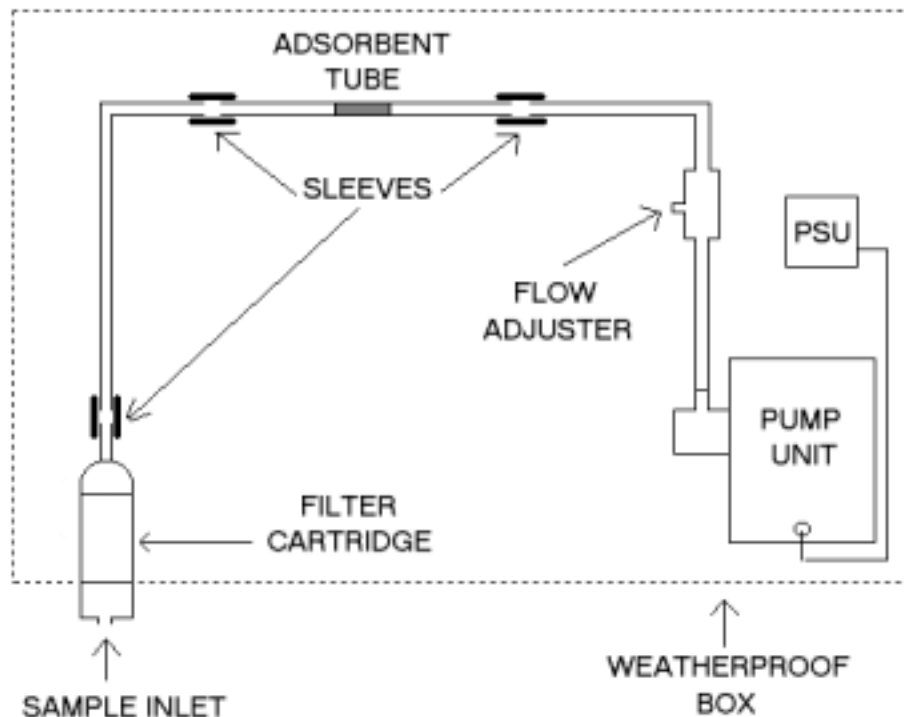 ADSORBENT
TUBE
SLEEVES
PSU
FLOW
ADJUSTER
PUMP
UNIT
FILTER
CARTRIDGE
WEATHERPROOF
BOX
SAMPLE INLET